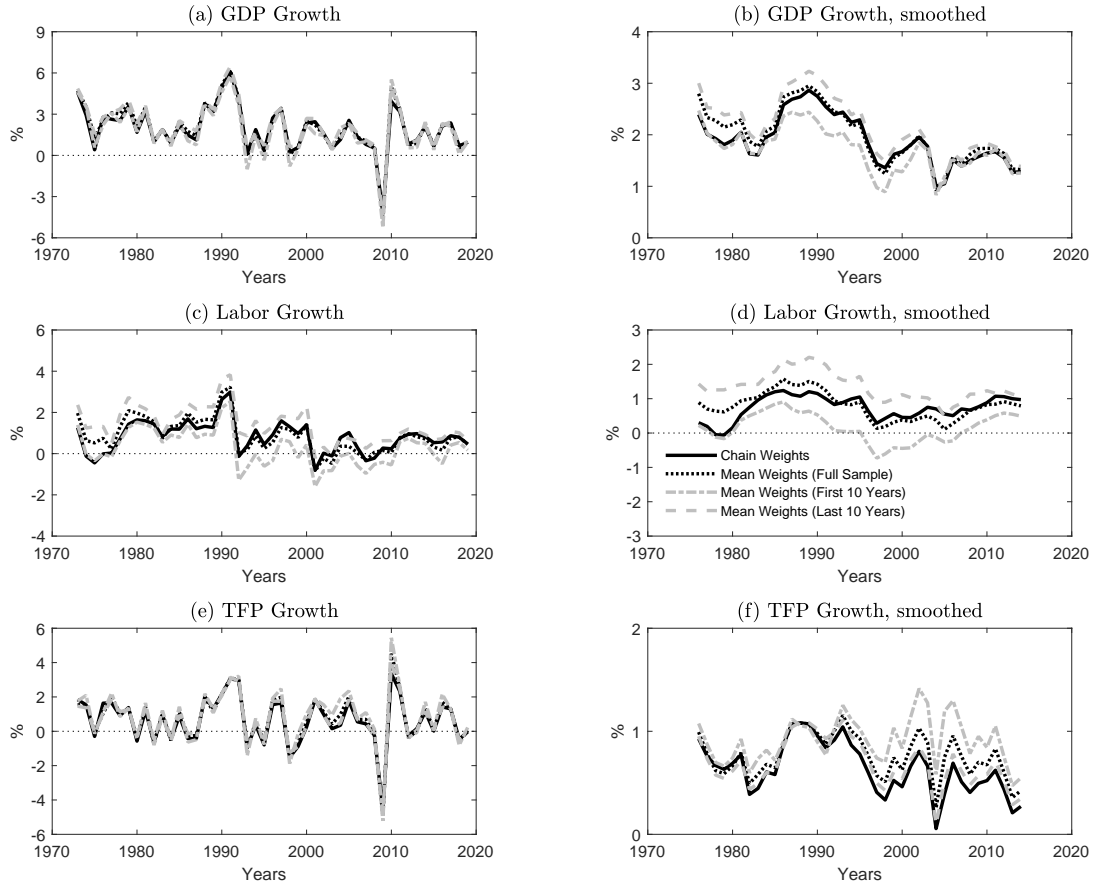 (a) GDP Growth
9
6
3
0
-3
-6
%
1970 1980 1990 2000 2010 2020
Years
(b) GDP Growth, smoothed
4
3
2
1
0
%
1970 1980 1990 2000 2010 2020
Years
(c) Labor Growth
6
4
2
0
-2
-4
%
1970 1980 1990 2000 2010 2020
Years
(d) Labor Growth, smoothed
3
2
1
0
-1
-2
-3
%
Chain Weights
Mean Weights (Full Sample)
Mean Weights (First 10 Years)
Mean Weights (Last 10 Years)
1970 1980 1990 2000 2010 2020
Years
(e) TFP Growth
6
4
2
0
-2
-4
-6
%
1970 1980 1990 2000 2010 2020
Years
(f) TFP Growth, smoothed
2
1
0
%
1970 1980 1990 2000 2010 2020
Years